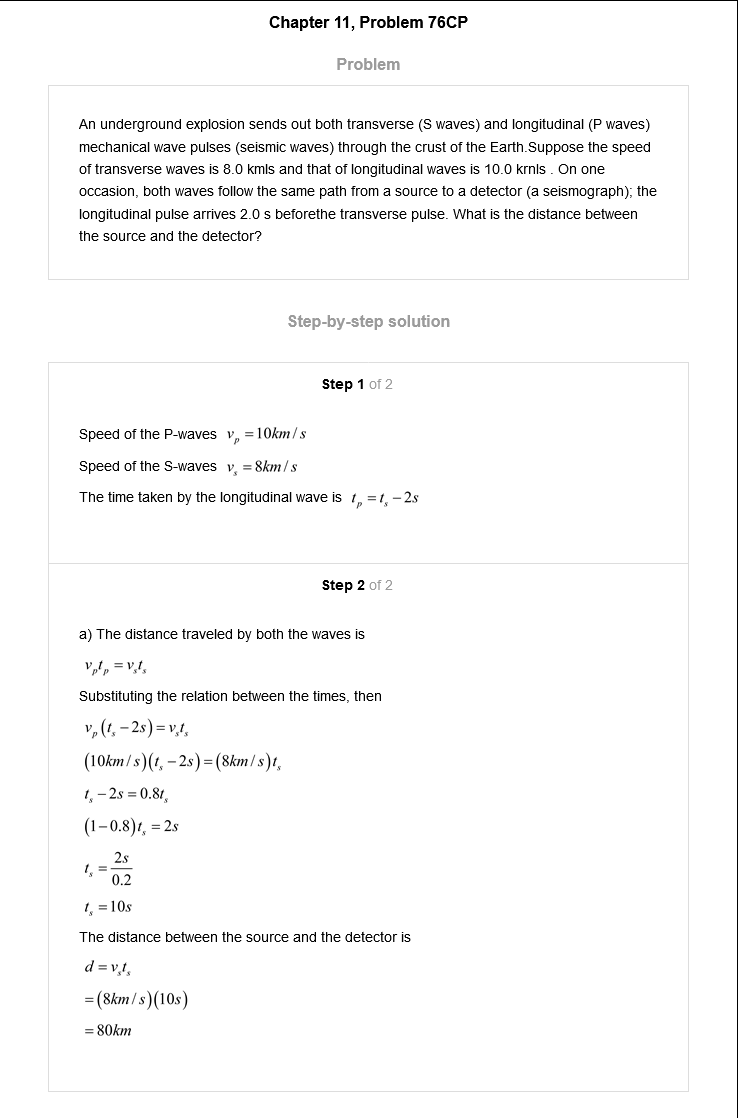 Chapter 11, Problem 76CP
Problem
An underground explosion sends out both transverse (S waves) and longitudinal (P waves)
mechanical wave pulses (seismic waves) through the crust of the Earth.Suppose the speed
of transverse waves is 8.0 kmls and that of longitudinal waves is 10.0 krnls . On one
occasion, both waves follow the same path from a source to a detector (a seismograph); the
longitudinal pulse arrives 2.0 s beforethe transverse pulse. What is the distance between
the source and the detector?
Step-by-step solution
Step 1 of 2
Speed of the P-waves v_p = 10km/s
Speed of the S-waves v_s = 8km/s
The time taken by the longitudinal wave is t_p = t_s − 2s
Step 2 of 2
a) The distance traveled by both the waves is
v_p t_p = v_s t_s
Substituting the relation between the times, then
v_p (t_s − 2s) = v_s t_s
(10km/s)(t_s − 2s) = (8km/s)t_s
t_s − 2s = 0.8t_s
(1−0.8)t_s = 2s
t_s = 2s/0.2
t_s = 10s
The distance between the source and the detector is
d = v_s t_s
= (8km/s)(10s)
= 80km